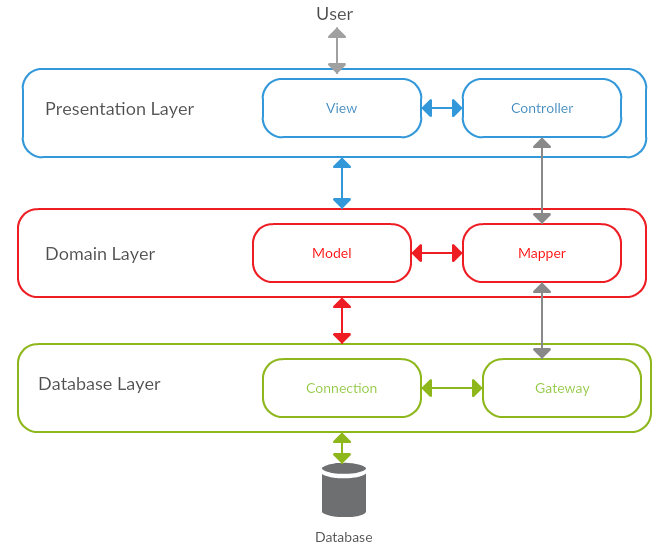 User
Presentation Layer
View
Controller
Domain Layer
Model
Mapper
Database Layer
Connection
Gateway
Database